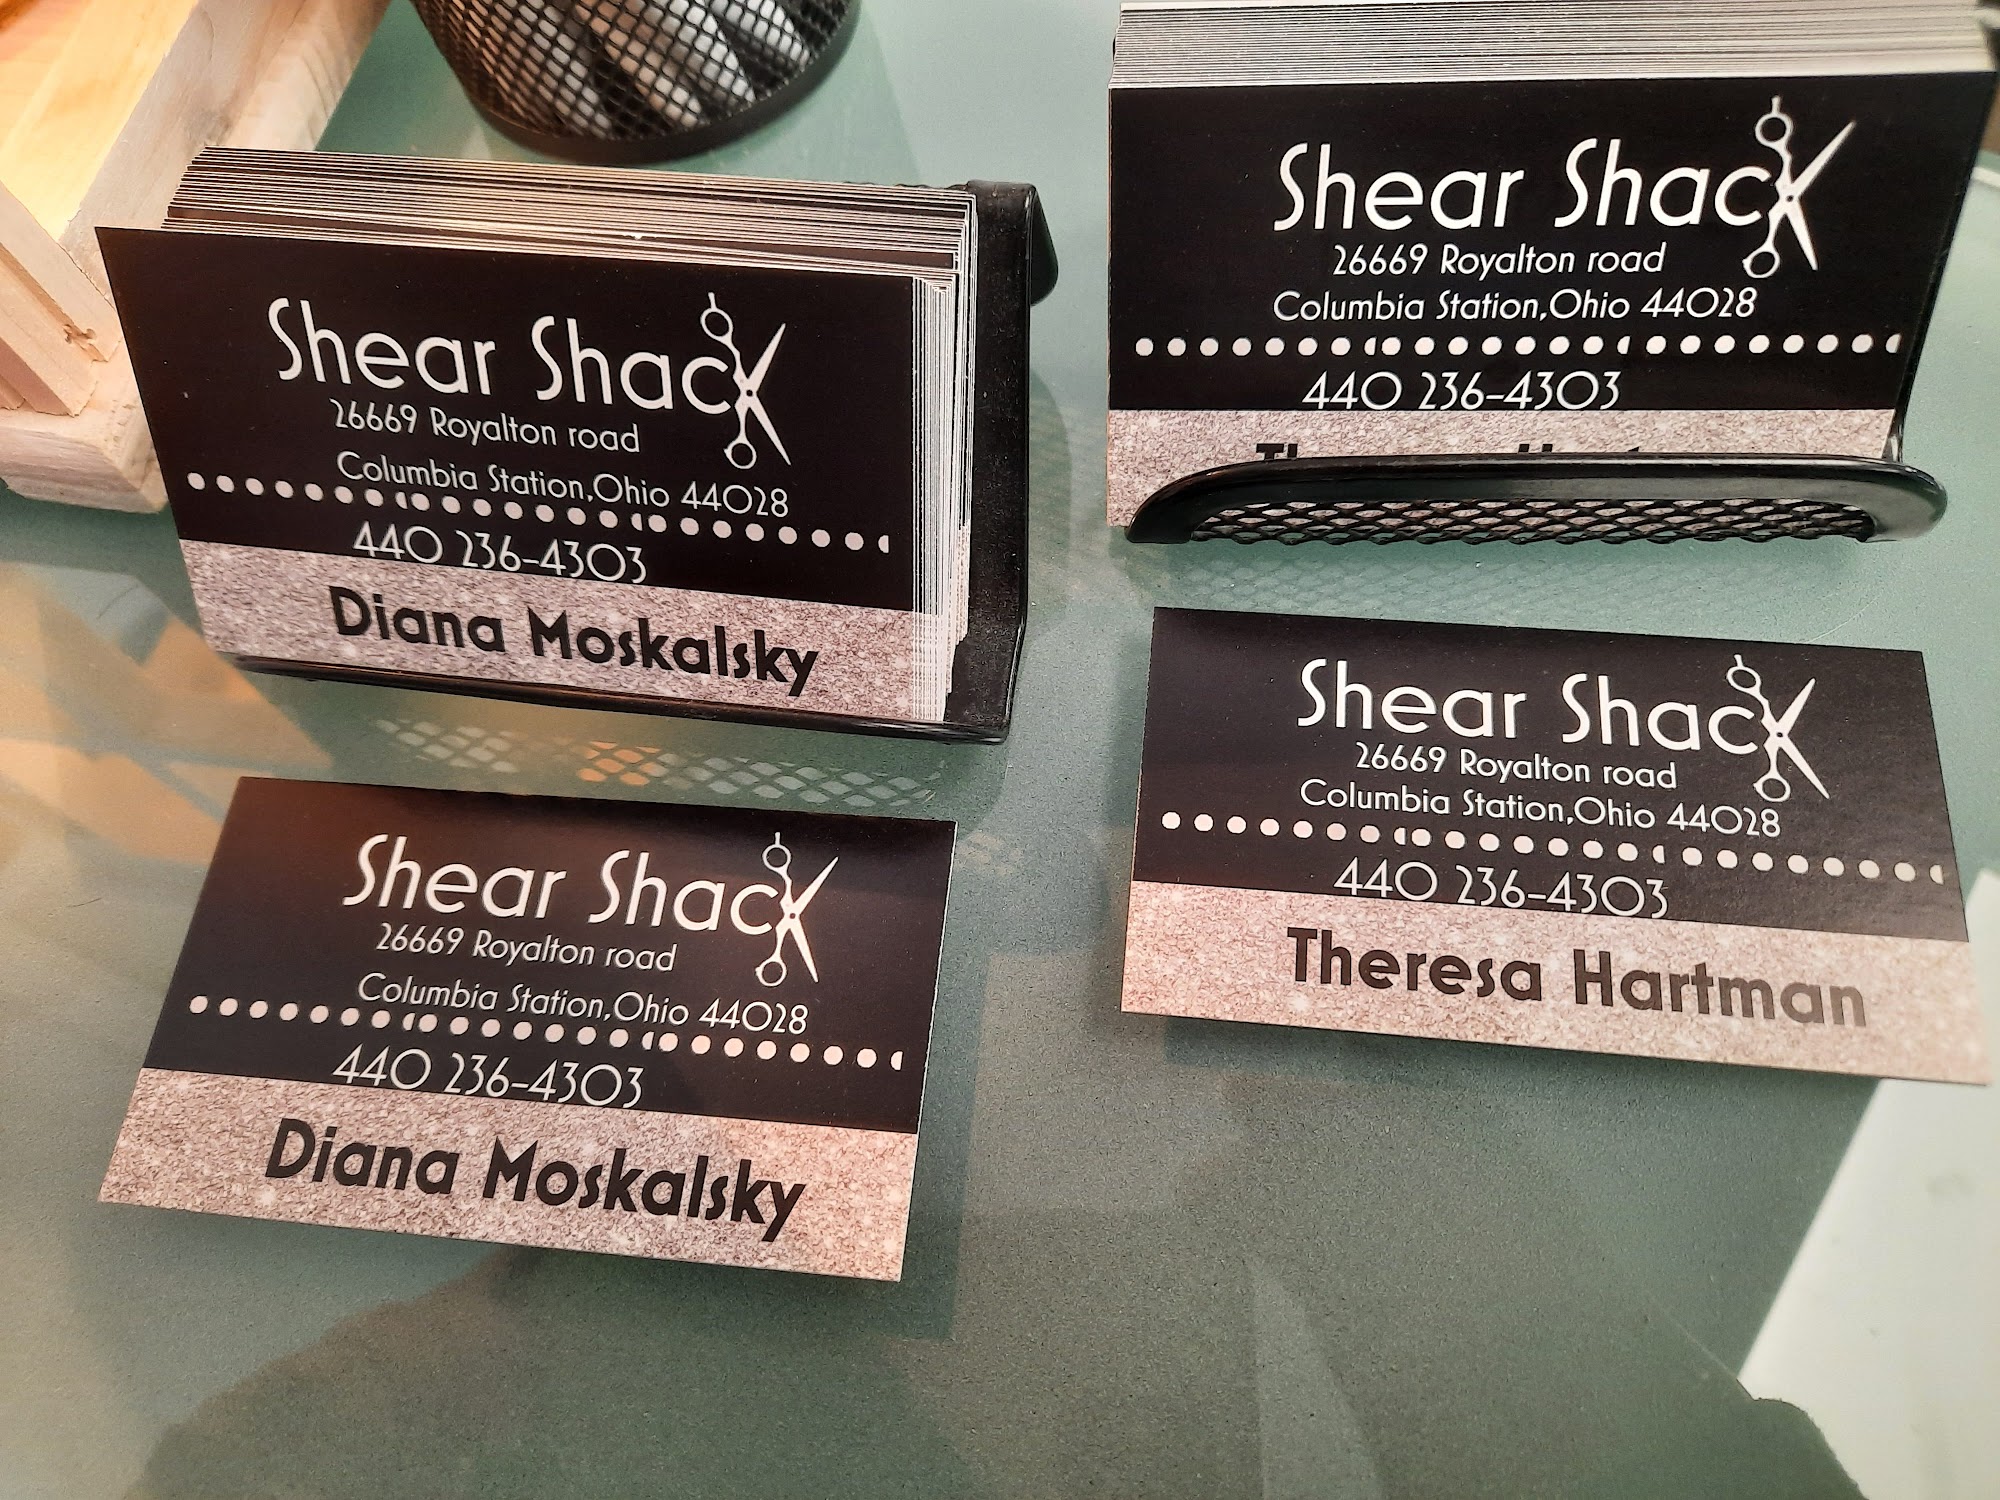 Shear Shack
26669 Royalton road
Columbia Station,Ohio 44028
440 236-4303
Diana Moskalsky
Shear Shack
26669 Royalton road
Columbia Station,Ohio 44028
440 236-4303
Shear Shack
26669 Royalton road
Columbia Station,Ohio 44028
440 236-4303
Diana Moskalsky
Shear Shack
26669 Royalton road
Columbia Station,Ohio 44028
440 236-4303
Theresa Hartman